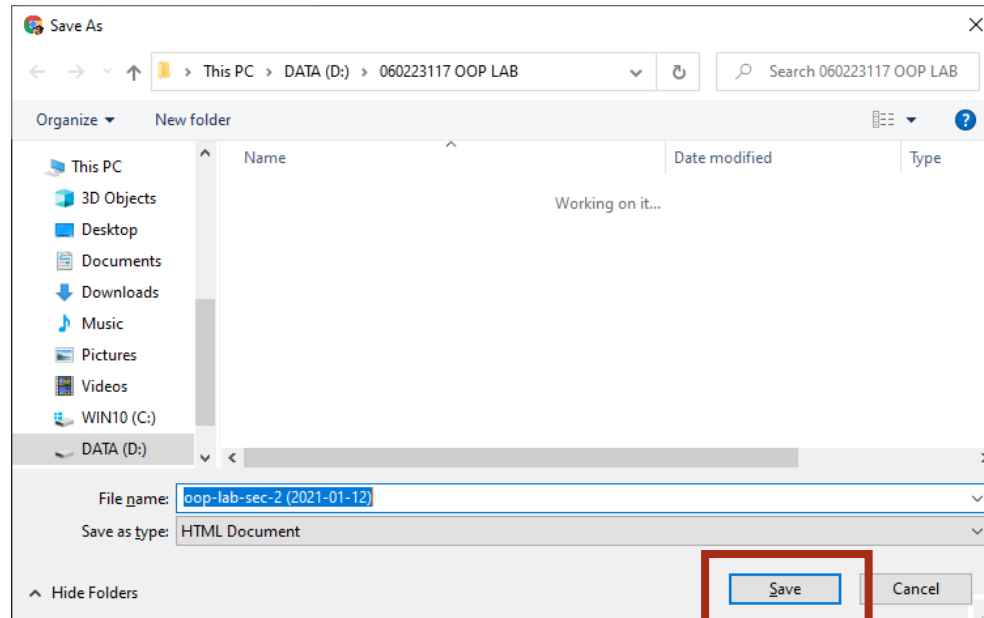 Save As
This PC > DATA (D:) > 060223117 OOP LAB
Search 060223117 OOP LAB
Organize
New folder
Name
Date modified
Type
Working on it...
This PC
3D Objects
Desktop
Documents
Downloads
Music
Pictures
Videos
WIN10 (C:)
DATA (D:)
File name: oop-lab-sec-2 (2021-01-12)
Save as type: HTML Document
Hide Folders
Save
Cancel